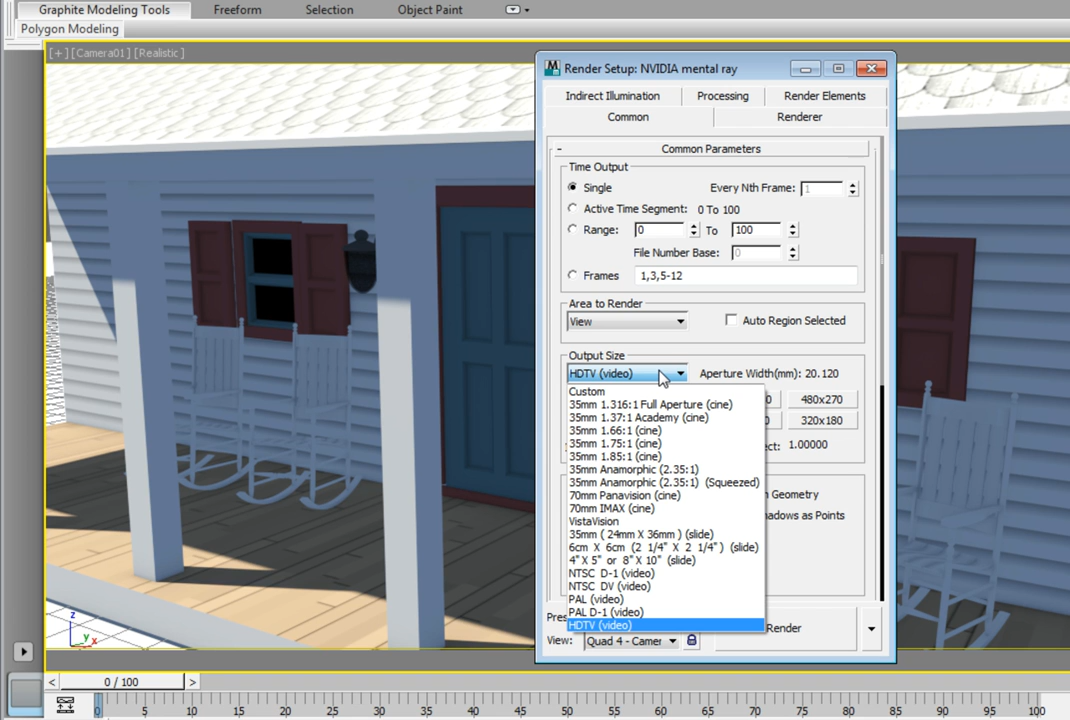 Graphite Modeling Tools
Freeform
Selection
Object Paint
Polygon Modeling
[+] [Camera01] [Realistic]
Render Setup: NVIDIA mental ray
Indirect Illumination
Processing
Render Elements
Common
Renderer
- Common Parameters
Time Output
Single
Every Nth Frame: 1
Active Time Segment: 0 To 100
Range: 0 To 100
File Number Base: 0
Frames 1,3,5-12
Area to Render
View
Auto Region Selected
Output Size
HDTV (video)
Aperture Width(mm): 20.120
Custom
0
480x270
35mm 1.316:1 Full Aperture (cine)
35mm 1.37:1 Academy (cine)
0
320x180
35mm 1.66:1 (cine)
35mm 1.75:1 (cine)
ect: 1.00000
35mm 1.85:1 (cine)
35mm Anamorphic (2.35:1)
35mm Anamorphic (2.35:1) (Squeezed)
70mm Panavision (cine)
Geometry
70mm IMAX (cine)
adows as Points
VistaVision
35mm ( 24mm X 36mm ) (slide)
6cm X 6cm (2 1/4" X 2 1/4") (slide)
4" X 5" or 8" X 10" (slide)
NTSC D-1 (video)
NTSC DV (video)
PAL (video)
PAL D-1 (video)
HDTV (video)
Pres
Render
View: Quad 4 - Camer
z
y
x
< 0 / 100 >
0 5 10 15 20 25 30 35 40 45 50 55 60 65 70 75 80 85 90 95 100